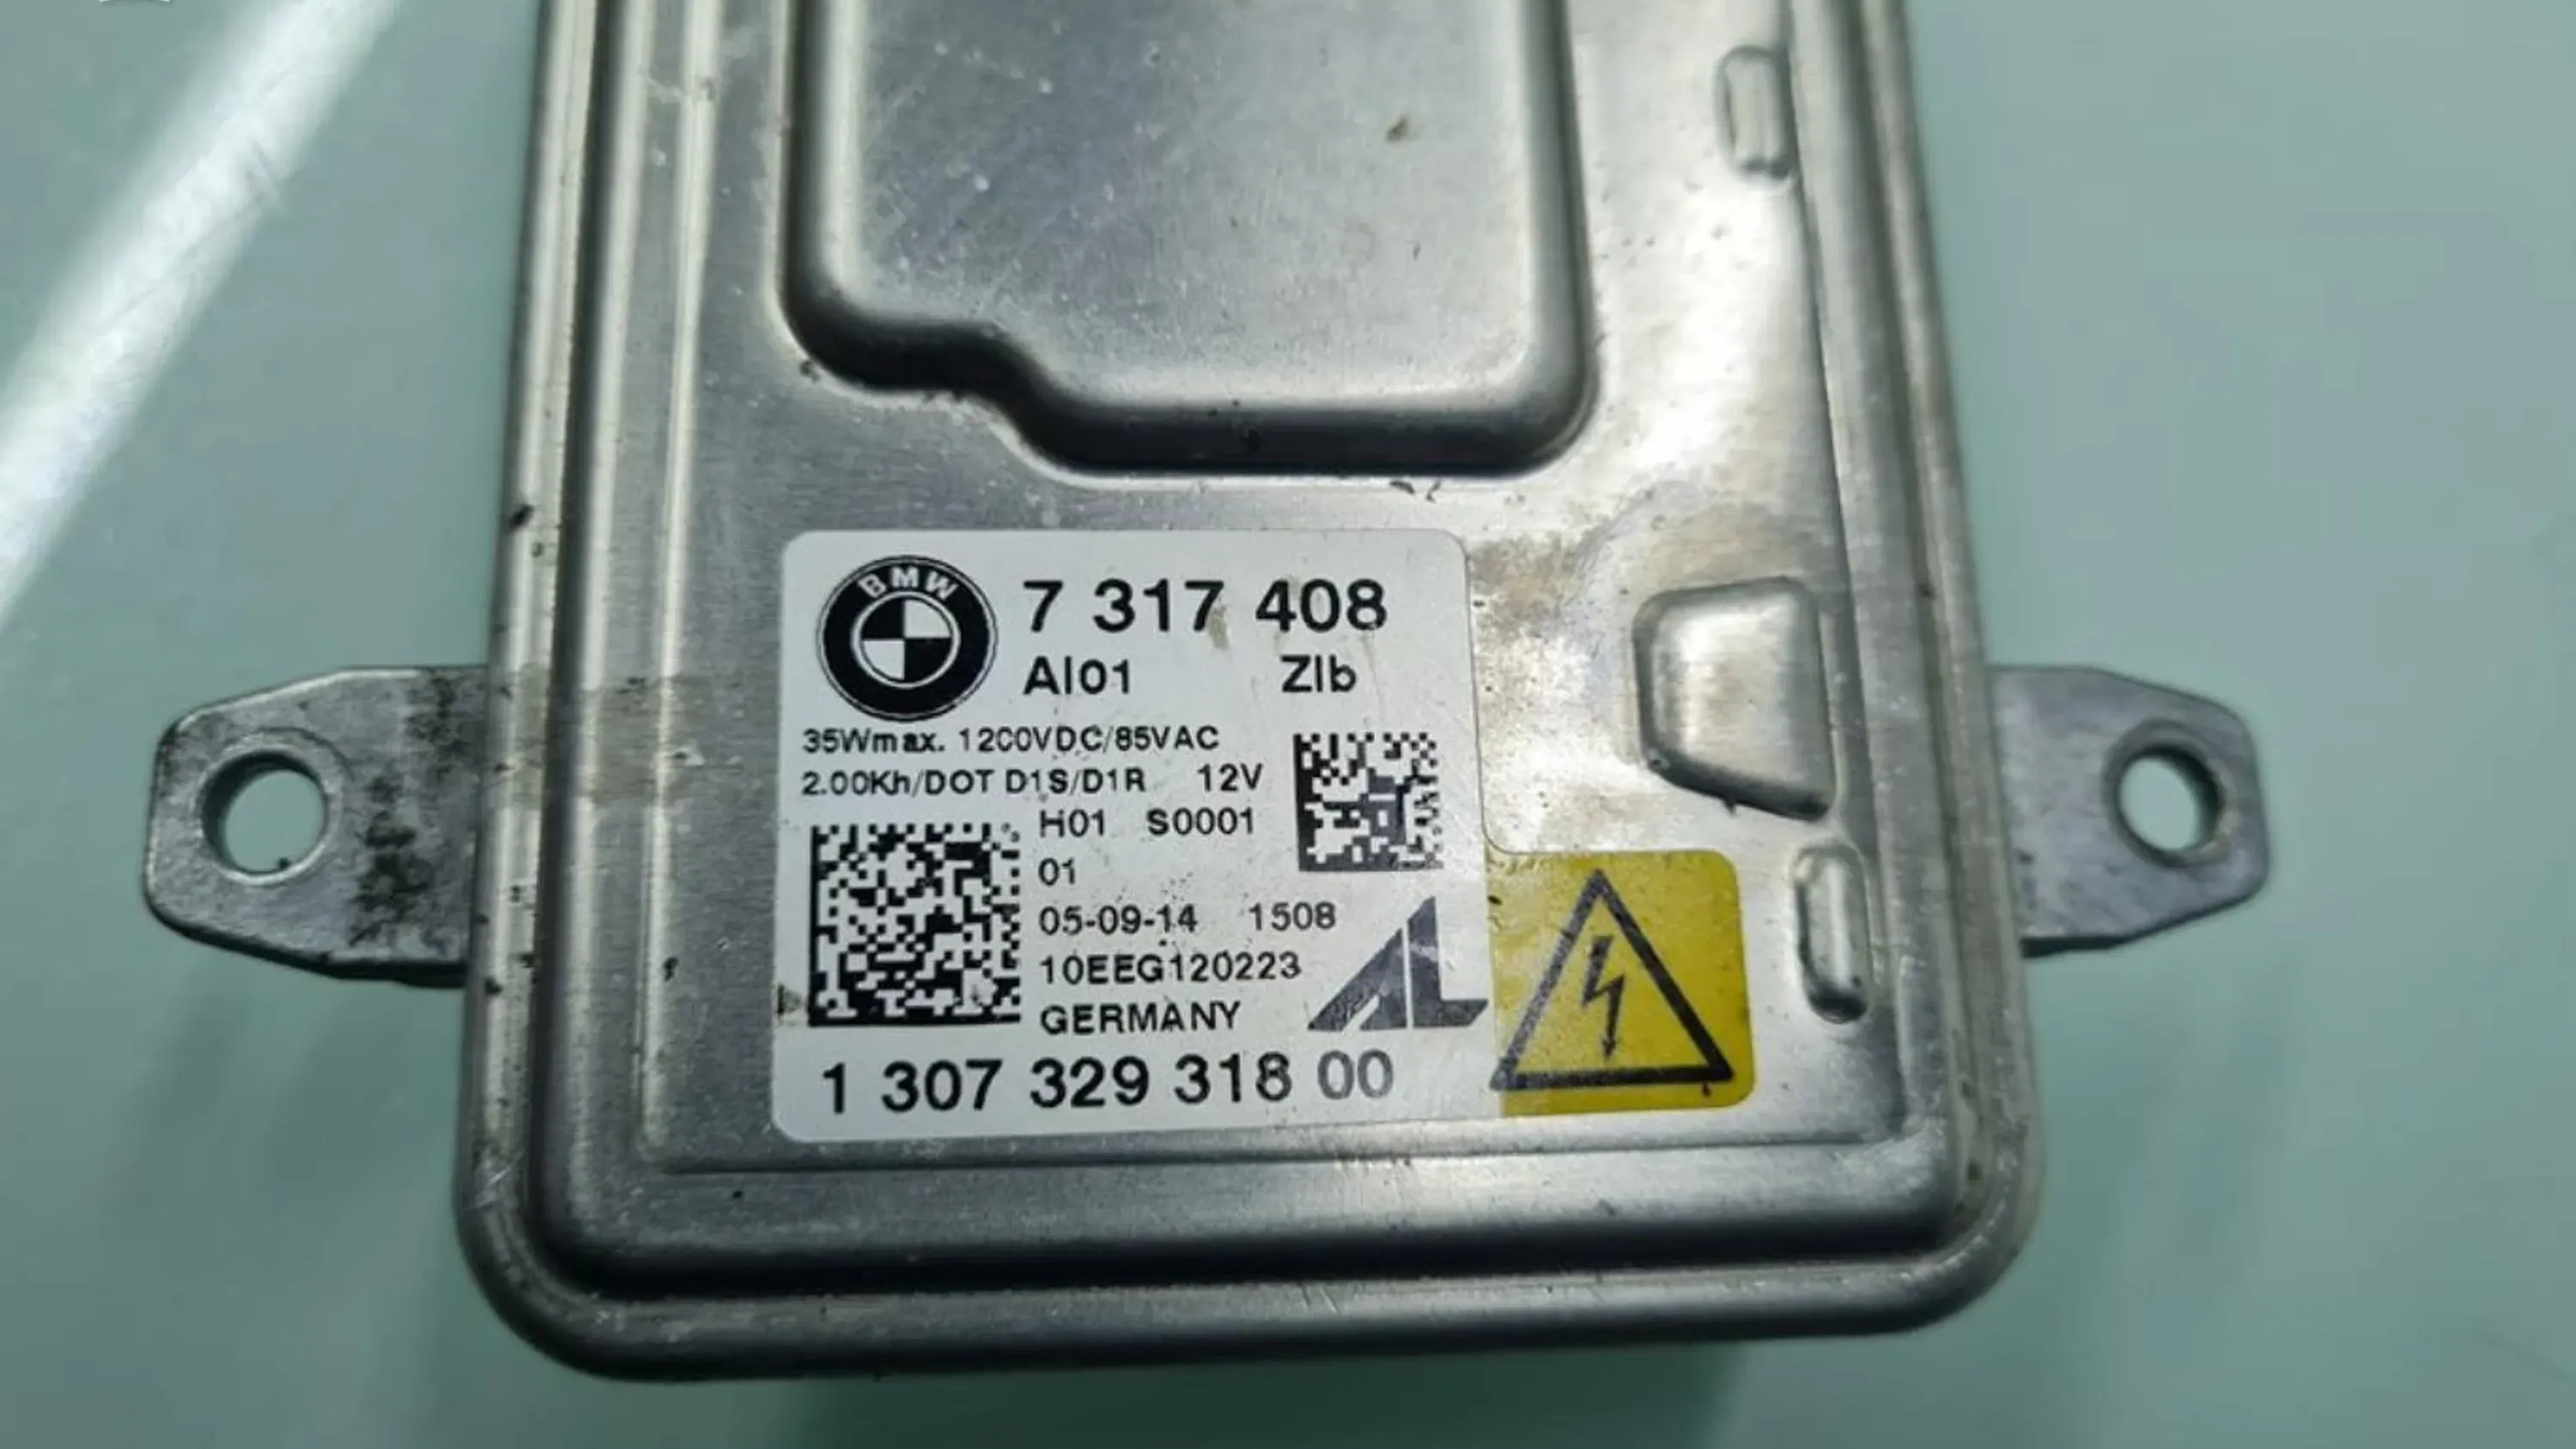 BMW
7 317 408
AI01 ZIb
35Wmax. 1200VDC/85VAC
2.00Kh/DOT D1S/D1R 12V
H01 S0001
01
05-09-14 1508
10EEG120223
GERMANY
AL
1 307 329 318 00